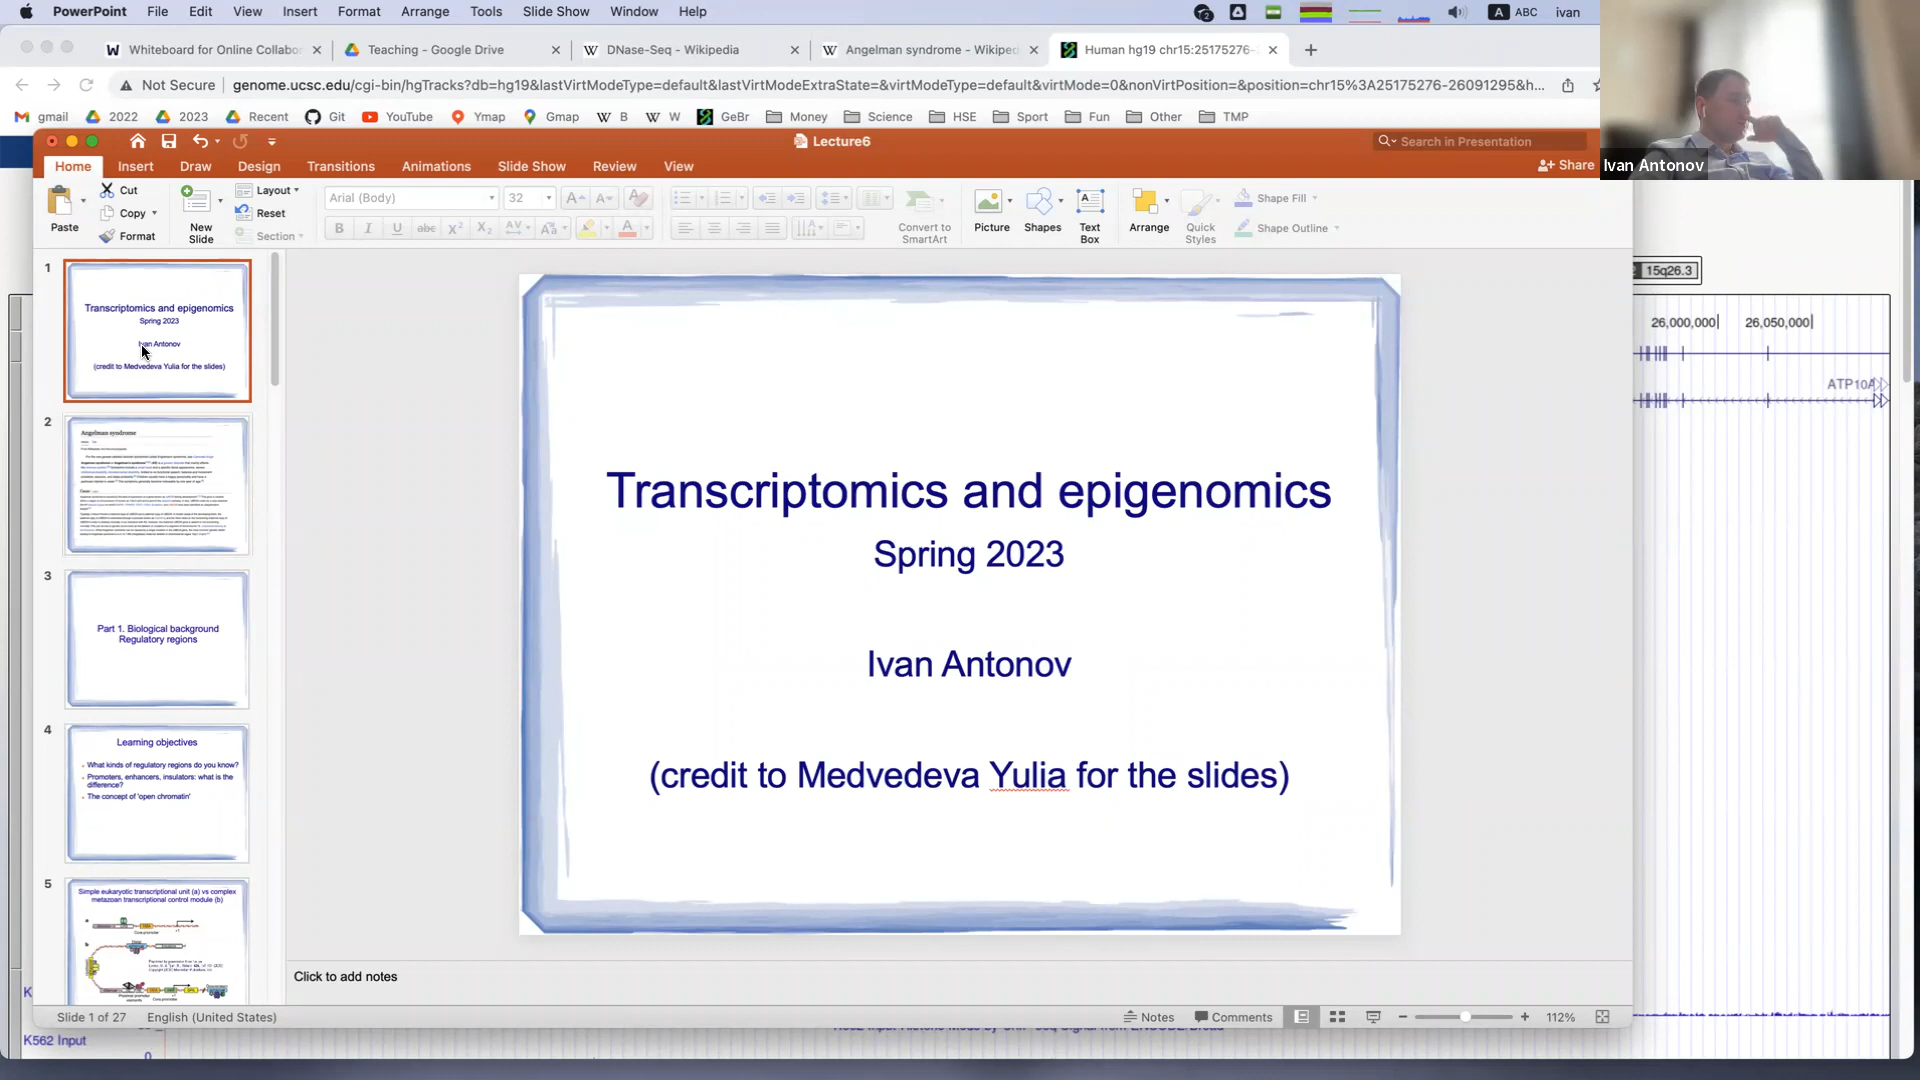 PowerPoint File Edit View Insert Format Arrange Tools Slide Show Window Help 2 A ABC ivan
Whiteboard for Online Collabo Teaching - Google Drive DNase-Seq - Wikipedia Angelman syndrome - Wikiped Human hg19 chr15:25175276-
Not Secure genome.ucsc.edu/cgi-bin/hgTracks?db=hg19&lastVirtModeType=default&lastVirtModeExtraState=&virtModeType=default&virtMode=0&nonVirtPosition=&position=chr15%3A25175276-26091295&h...
gmail 2022 2023 Recent Git YouTube Ymap Gmap B W GeBr Money Science HSE Sport Fun Other TMP
Lecture6 Search in Presentation
Home Insert Draw Design Transitions Animations Slide Show Review View Share
Ivan Antonov
Paste Cut Copy Format New Slide Layout Reset Section Arial (Body) 32 Convert to SmartArt Picture Shapes Text Box Arrange Quick Styles Shape Fill Shape Outline
1
Transcriptomics and epigenomics
Spring 2023
Ivan Antonov
(credit to Medvedeva Yulia for the slides)
2
Angelman syndrome
3
Part 1. Biological background
Regulatory regions
4
Learning objectives
What kinds of regulatory regions do you know?
Promoters, enhancers, insulators: what is the
difference?
The concept of 'open chromatin'
5
Simple eukaryotic transcriptional unit (a) vs complex
metazoan transcriptional control module (b)
Transcriptomics and epigenomics
Spring 2023
Ivan Antonov
(credit to Medvedeva Yulia for the slides)
15q26.3
26,000,000 26,050,000
ATP10A
Click to add notes
Slide 1 of 27 English (United States) Notes Comments 112%
K562 Input
0